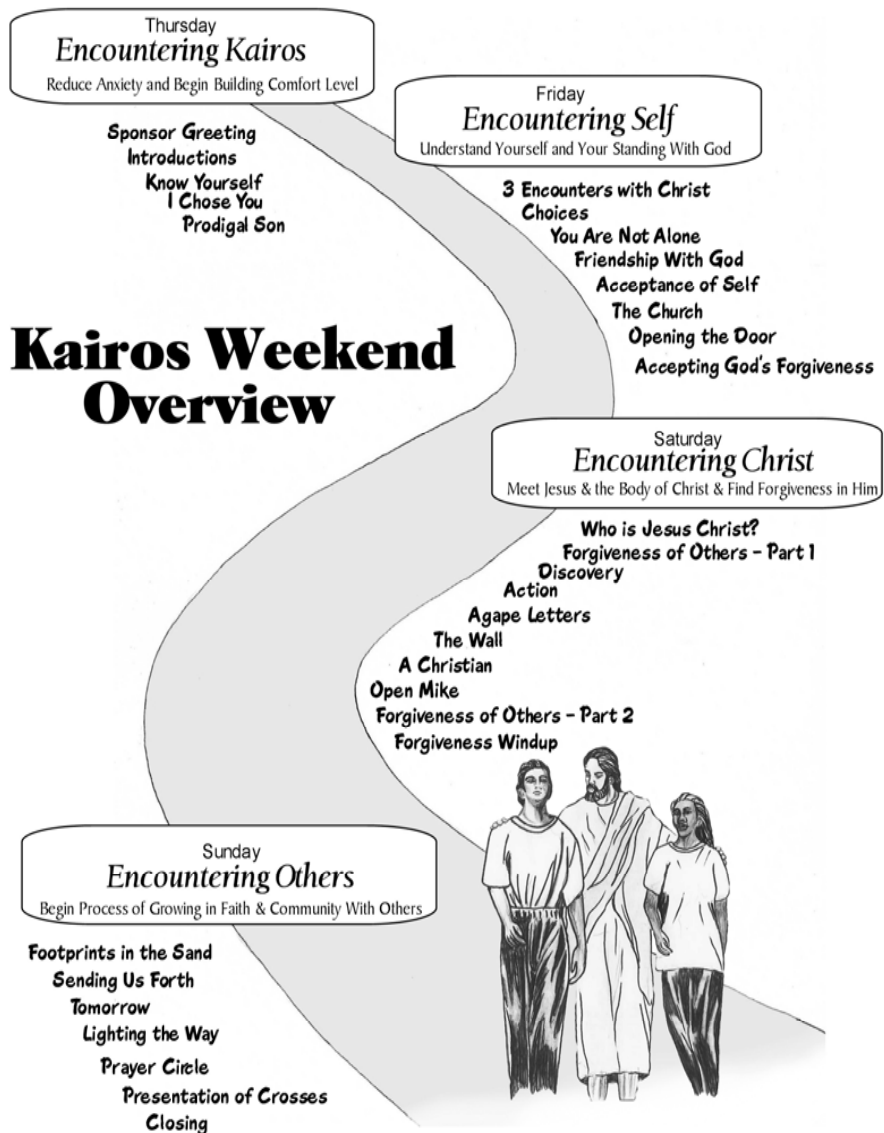 Thursday
Encountering Kairos
Reduce Anxiety and Begin Building Comfort Level
Sponsor Greeting
Introductions
Know Yourself
I Chose You
Prodigal Son
Friday
Encountering Self
Understand Yourself and Your Standing With God
3 Encounters with Christ
Choices
You Are Not Alone
Friendship With God
Acceptance of Self
The Church
Opening the Door
Accepting God's Forgiveness
Kairos Weekend
Overview
Saturday
Encountering Christ
Meet Jesus & the Body of Christ & Find Forgiveness in Him
Who is Jesus Christ?
Forgiveness of Others - Part 1
Discovery
Action
Agape Letters
The Wall
A Christian
Open Mike
Forgiveness of Others - Part 2
Forgiveness Windup
Sunday
Encountering Others
Begin Process of Growing in Faith & Community With Others
Footprints in the Sand
Sending Us Forth
Tomorrow
Lighting the Way
Prayer Circle
Presentation of Crosses
Closing